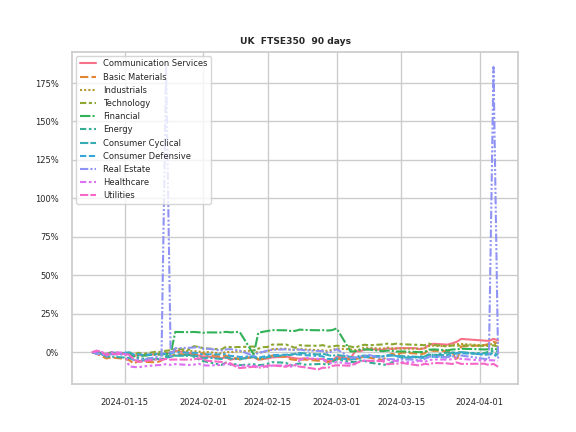 UK FTSE350 90 days
Communication Services
Basic Materials
Industrials
Technology
Financial
Energy
Consumer Cyclical
Consumer Defensive
Real Estate
Healthcare
Utilities
175%
150%
125%
100%
75%
50%
25%
0%
2024-01-15
2024-02-01
2024-02-15
2024-03-01
2024-03-15
2024-04-01